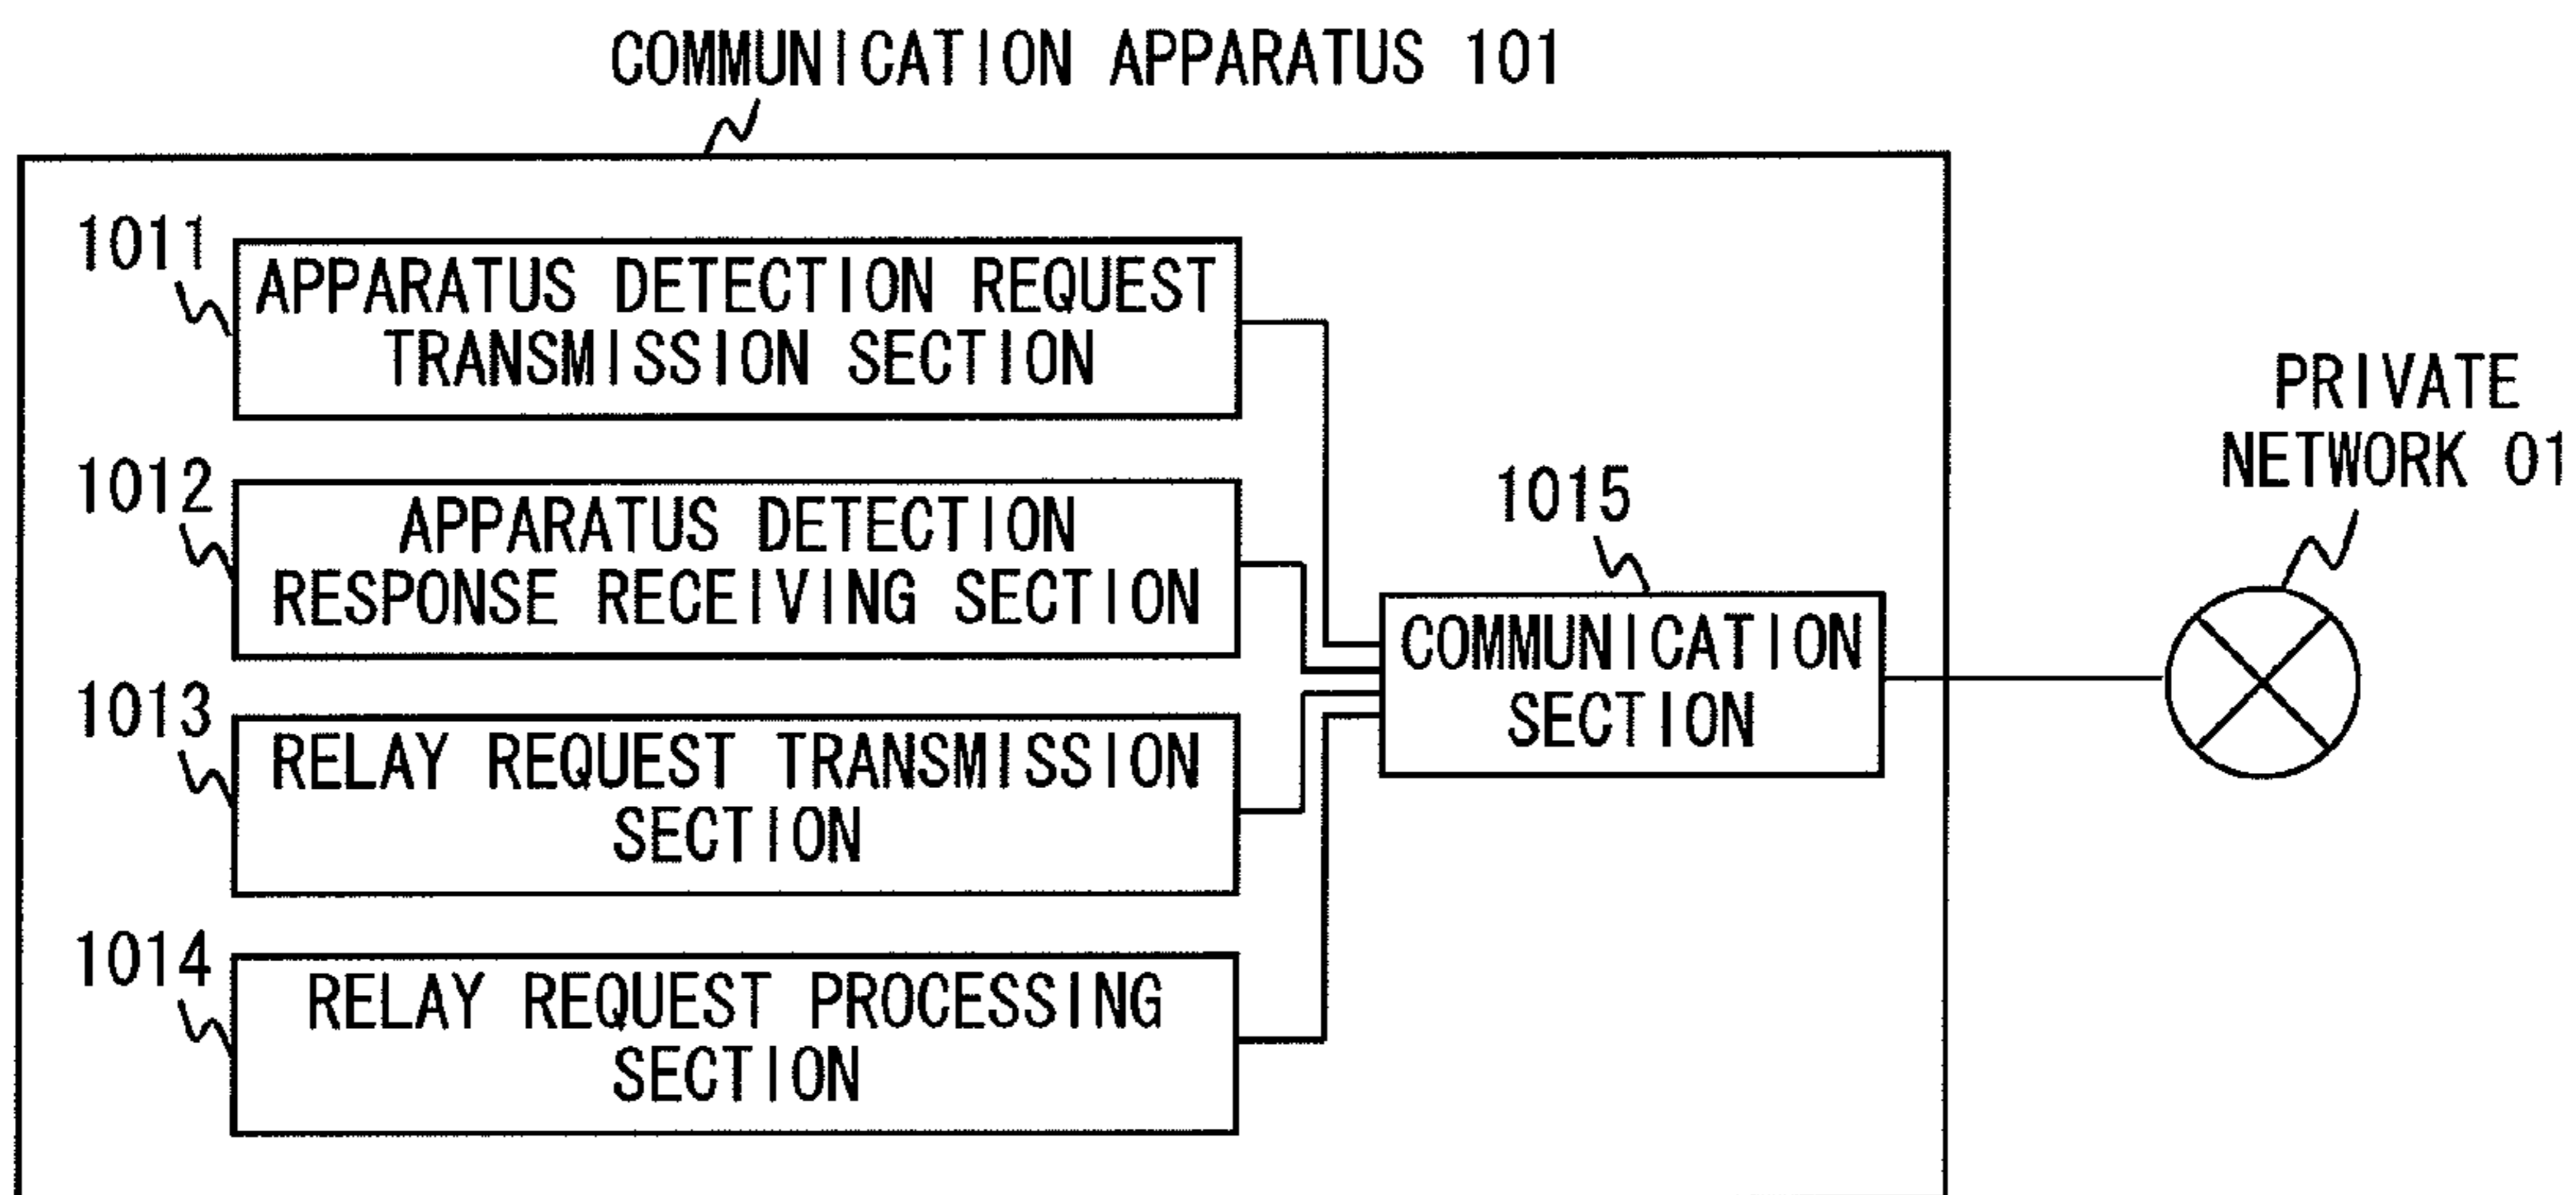 COMMUNICATION APPARATUS 101
1011
APPARATUS DETECTION REQUEST
TRANSMISSION SECTION
1012
APPARATUS DETECTION
RESPONSE RECEIVING SECTION
1013
RELAY REQUEST TRANSMISSION
SECTION
1014
RELAY REQUEST PROCESSING
SECTION
1015
COMMUNICATION
SECTION
PRIVATE
NETWORK 01